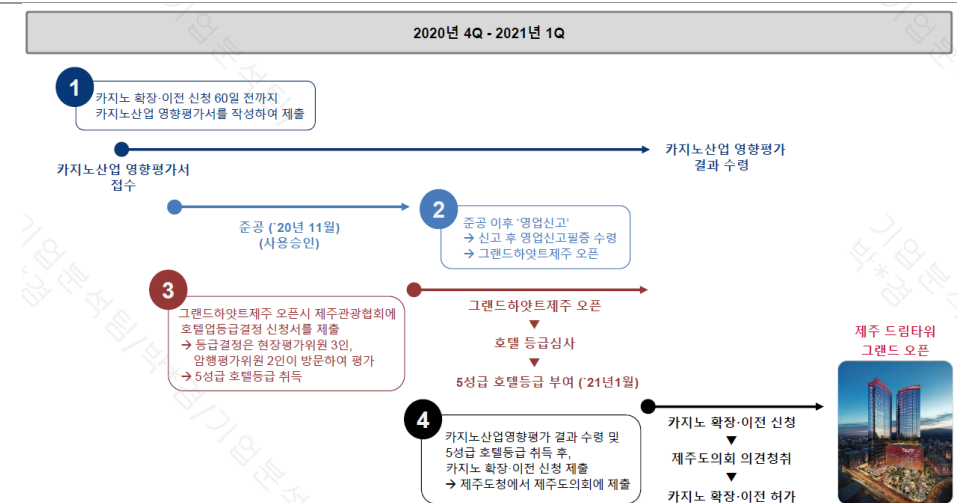 2020년 4Q - 2021년 1Q
1
카지노 확장·이전 신청 60일 전까지
카지노산업 영향평가서를 작성하여 제출
카지노산업 영향평가서
접수
카지노산업 영향평가
결과 수령
준공 (`20년 11월)
(사용승인)
2
준공 이후 '영업신고'
→ 신고 후 영업신고필증 수령
→ 그랜드하얏트제주 오픈
3
그랜드하얏트제주 오픈시 제주관광협회에
호텔업등급결정 신청서를 제출
→ 등급결정은 현장평가위원 3인,
암행평가위원 2인이 방문하여 평가
→ 5성급 호텔등급 취득
그랜드하얏트제주 오픈
▼
호텔 등급심사
▼
5성급 호텔등급 부여 (`21년1월)
4
카지노산업영향평가 결과 수령 및
5성급 호텔등급 취득 후,
카지노 확장·이전 신청 제출
→ 제주도청에서 제주도의회에 제출
카지노 확장·이전 신청
▼
제주도의회 의견청취
▼
카지노 확장·이전 허가
제주 드림타워
그랜드 오픈
기업분석팀/박*경/기업분석